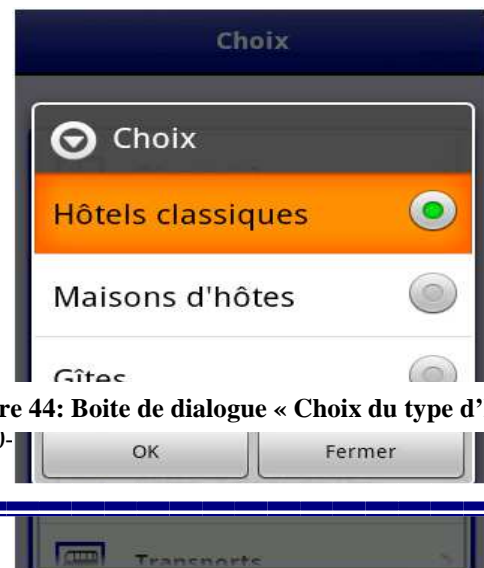 Choix
Choix
Hôtels classiques
Maisons d'hôtes
Gîtes
re 44: Boite de dialogue « Choix du type d’
)-
OK
Fermer
Transports